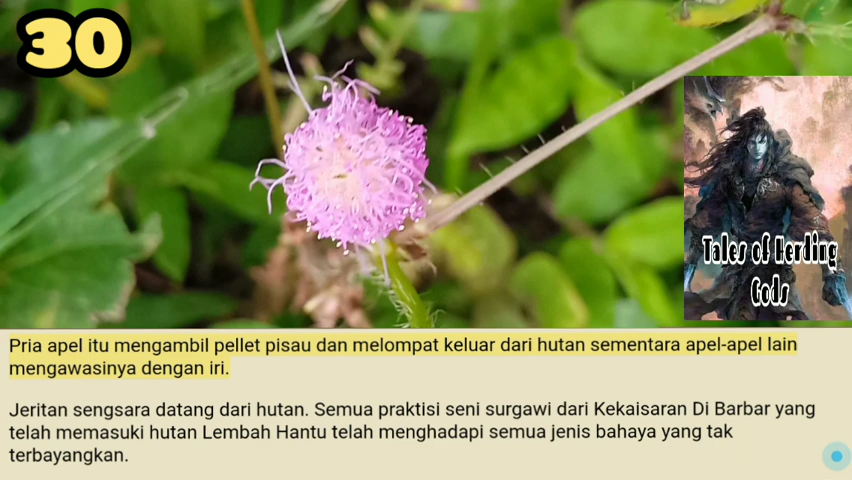 30
Tales of Herding
Gods
Pria apel itu mengambil pellet pisau dan melompat keluar dari hutan sementara apel-apel lain
mengawasinya dengan iri.
Jeritan sengsara datang dari hutan. Semua praktisi seni surgawi dari Kekaisaran Di Barbar yang
telah memasuki hutan Lembah Hantu telah menghadapi semua jenis bahaya yang tak
terbayangkan.